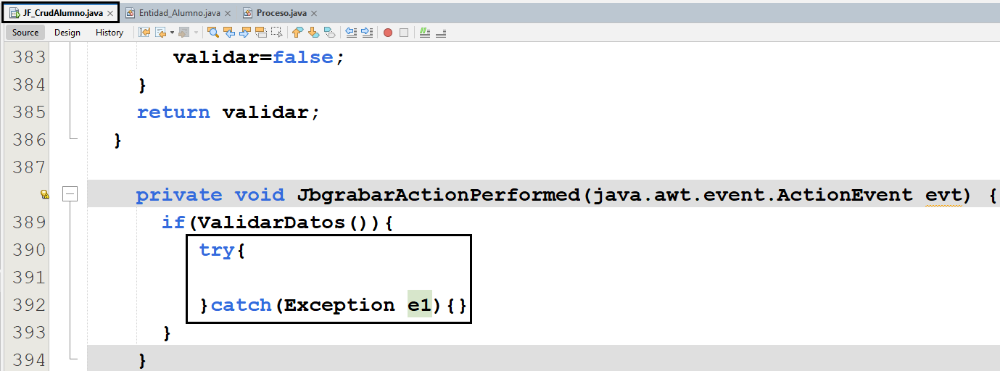 JF_CrudAlumno.java Entidad_Alumno.java Proceso.java
Source Design History
383 validar=false;
384 }
385 return validar;
386 }
387
private void JbgrabarActionPerformed(java.awt.event.ActionEvent evt) {
389 if(ValidarDatos()){
390 try{
391
392 }catch(Exception e1){}
393 }
394 }